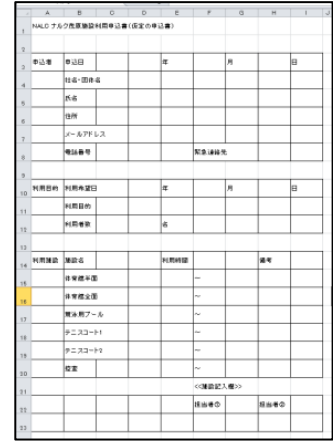 A B C D E F G H I J
1 NALC ナルク危車施設利用申込書(仮定の申込書)
2
3 申込者 申込日 年 月 日
4 社名・団体名
5 氏名
6 住所
7 メールアドレス
8 電話番号 緊急連絡先
9
10 利用目的 利用希望日 年 月 日
11 利用目的
12 利用者数 名
13
14 利用施設 施設名 利用時間 備考
15 体育館半面 ~
16 体育館全面 ~
17 競泳用プール ~
18 テニスコート1 ~
19 テニスコート2 ~
20 控室 ~
21 <<施設記入欄>>
22 担当者① 担当者②
23